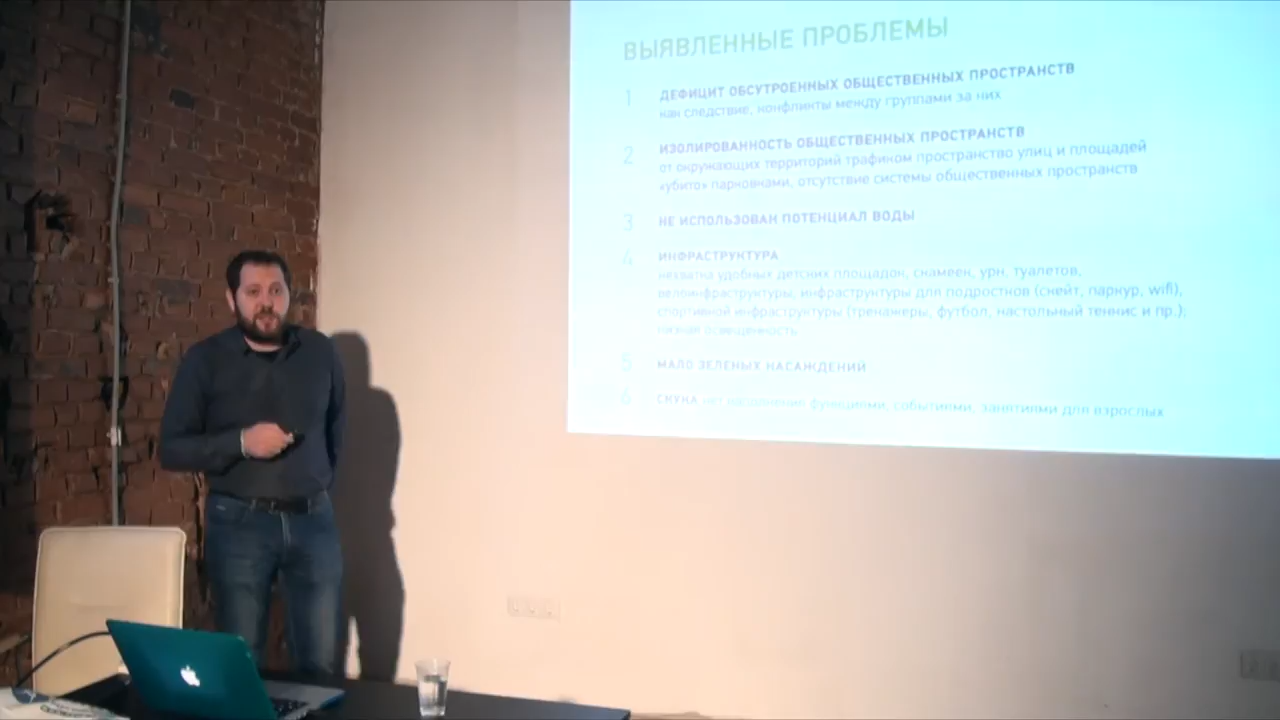 ВЫЯВЛЕННЫЕ ПРОБЛЕМЫ
1 ДЕФИЦИТ ОБСУТРОЕННЫХ ОБЩЕСТВЕННЫХ ПРОСТРАНСТВ
как следствие, конфликты между группами за них
2 ИЗОЛИРОВАННОСТЬ ОБЩЕСТВЕННЫХ ПРОСТРАНСТВ
от окружающих территорий трафиком пространство улиц и площадей
«убито» парковками, отсутствие системы общественных пространств
3 НЕ ИСПОЛЬЗОВАН ПОТЕНЦИАЛ ВОДЫ
4 ИНФРАСТРУКТУРА
нехватка удобных детских площадок, скамеек, урн, туалетов,
велоинфраструктуры, инфраструктуры для подростков (скейт, паркур, wifi),
спортивной инфраструктуры (тренажеры, футбол, настольный теннис и пр.),
низкая освещенность
5 МАЛО ЗЕЛЕНЫХ НАСАЖДЕНИЙ
6 СКУКА нет наполнения функциями, событиями, занятиями для взрослых